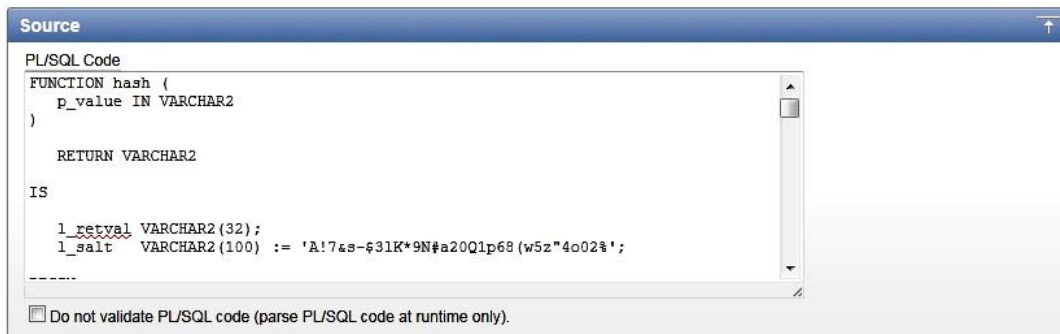 Source
PL/SQL Code
FUNCTION hash (
p_value IN VARCHAR2
)
RETURN VARCHAR2
IS
l_retval VARCHAR2(32);
l_salt VARCHAR2(100) := 'A!7&s-$31K*9N#a20Q1p68(w5z"4o02%';
Do not validate PL/SQL code (parse PL/SQL code at runtime only).